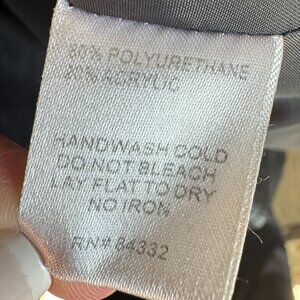 80% POLYURETHANE
20% ACRYLIC
HANDWASH COLD
DO NOT BLEACH
LAY FLAT TO DRY
NO IRON
RN# 84332